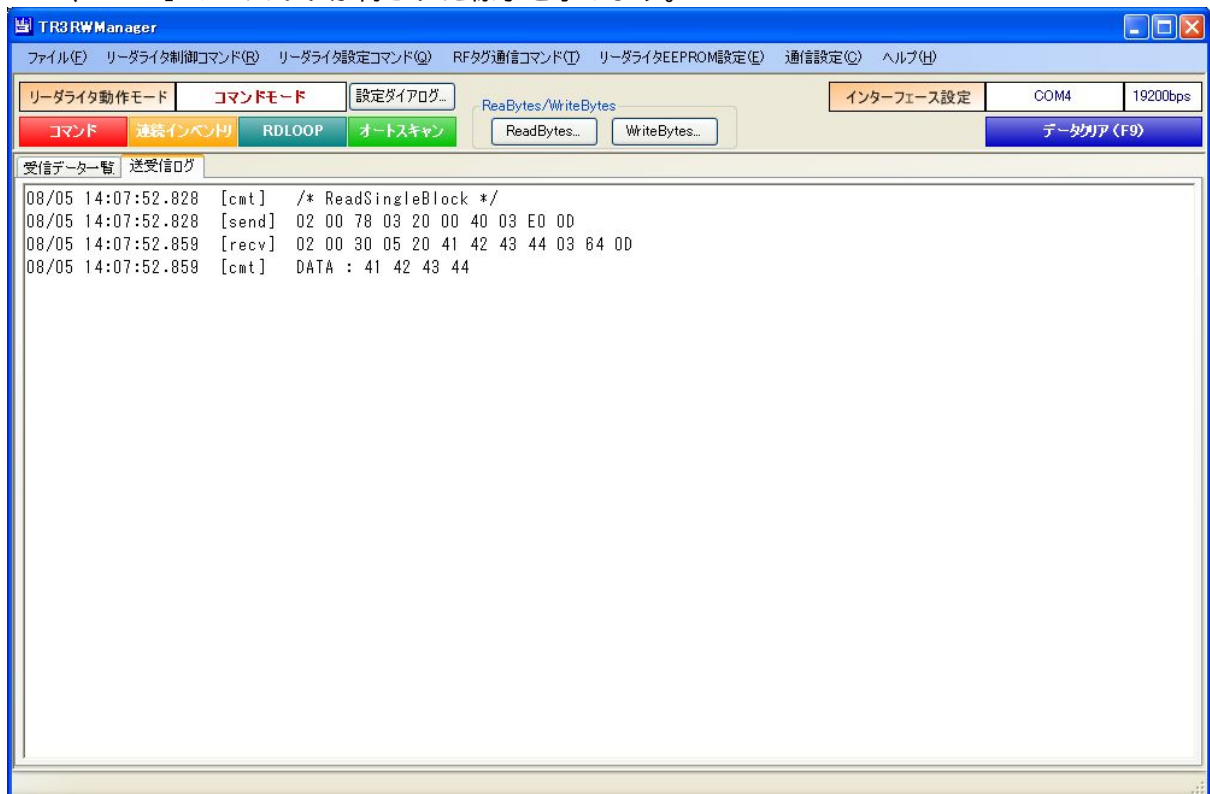 TR3RWManager
ファイル(F) リーダライタ制御コマンド(R) リーダライタ設定コマンド(Q) RFタグ通信コマンド(T) リーダライタEEPROM設定(E) 通信設定(C) ヘルプ(H)
リーダライタ動作モード コマンドモード 設定ダイアログ... ReaBytes/WriteBytes インターフェース設定 COM4 19200bps
コマンド 連続インベントリ RDLOOP オートスキャン ReadBytes... WriteBytes... データクリア(F9)
受信データ一覧 送受信ログ
08/05 14:07:52.828 [cmt] /* ReadSingleBlock */
08/05 14:07:52.828 [send] 02 00 78 03 20 00 40 03 E0 0D
08/05 14:07:52.859 [recv] 02 00 30 05 20 41 42 43 44 03 64 0D
08/05 14:07:52.859 [cmt] DATA : 41 42 43 44